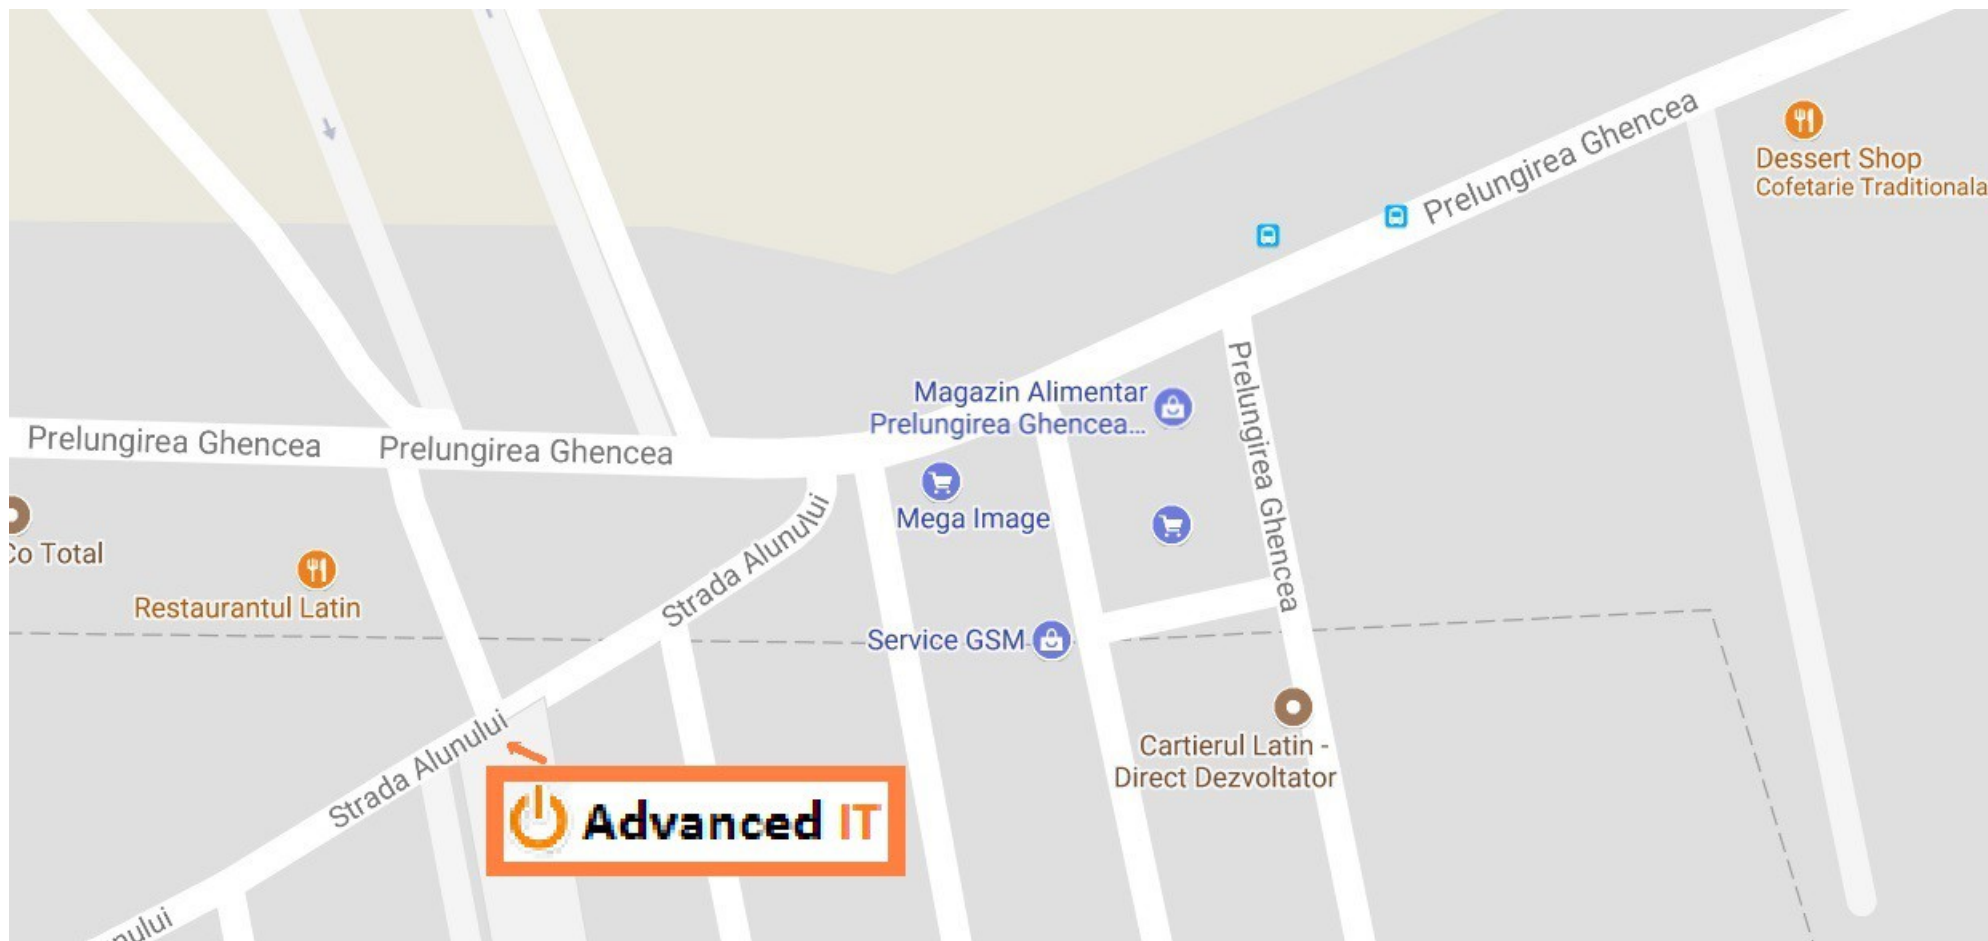 Prelungirea Ghencea
Dessert Shop
Cofetarie Traditionala
Prelungirea Ghencea
Magazin Alimentar
Prelungirea Ghencea...
Prelungirea Ghencea
Prelungirea Ghencea
Mega Image
Strada Alunului
Co Total
Restaurantul Latin
Service GSM
Strada Alunului
Cartierul Latin -
Direct Dezvoltator
Advanced IT